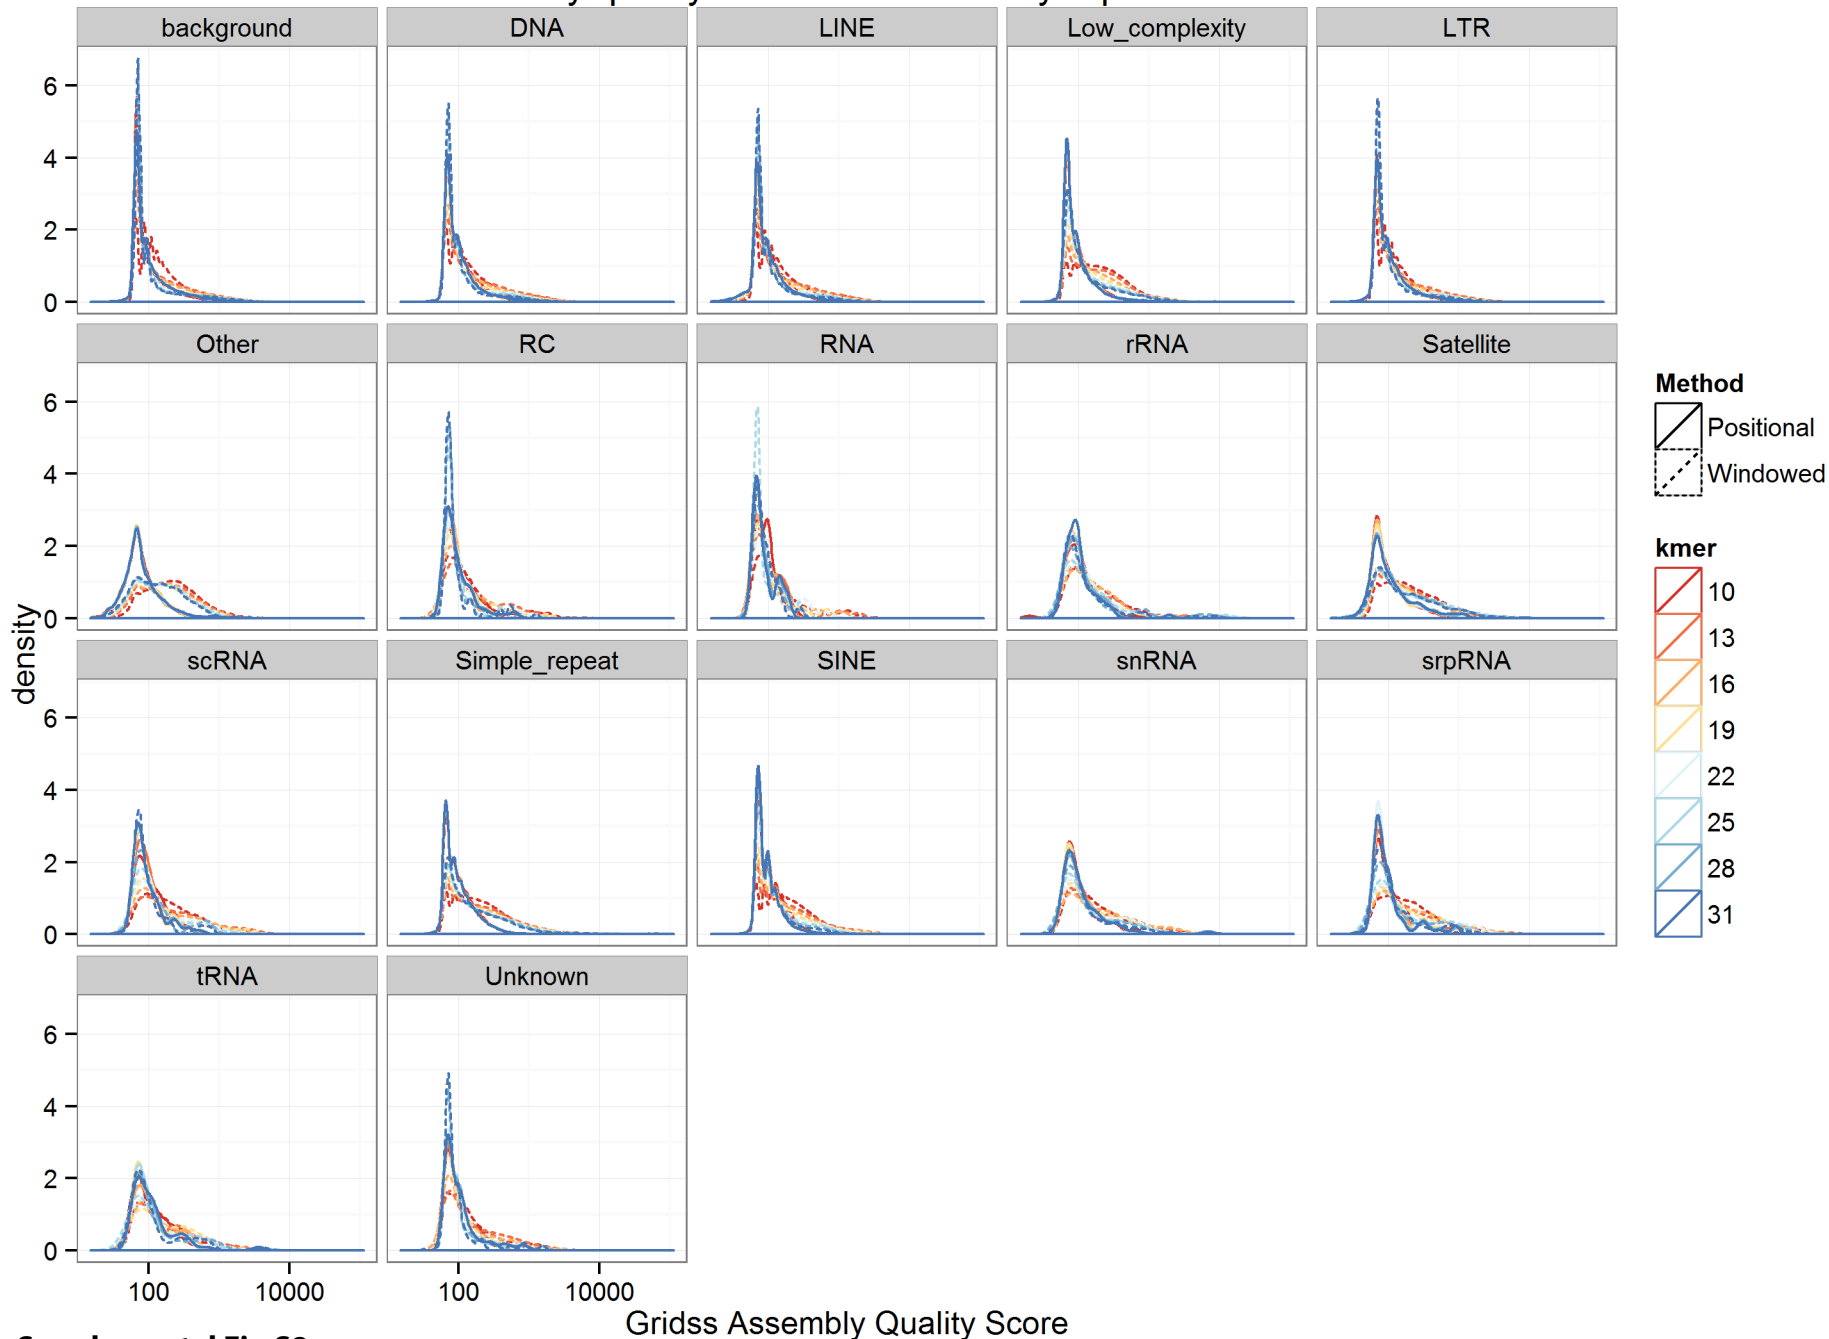 background DNA LINE Low_complexity LTR
6
4
2
0
Other RC RNA rRNA Satellite
6
4
2
0
scRNA Simple_repeat SINE snRNA srpRNA
6
4
2
0
tRNA Unknown
6
4
2
0
100 10000 100 10000
density
Gridss Assembly Quality Score
Method
Positional
Windowed
kmer
10
13
16
19
22
25
28
31